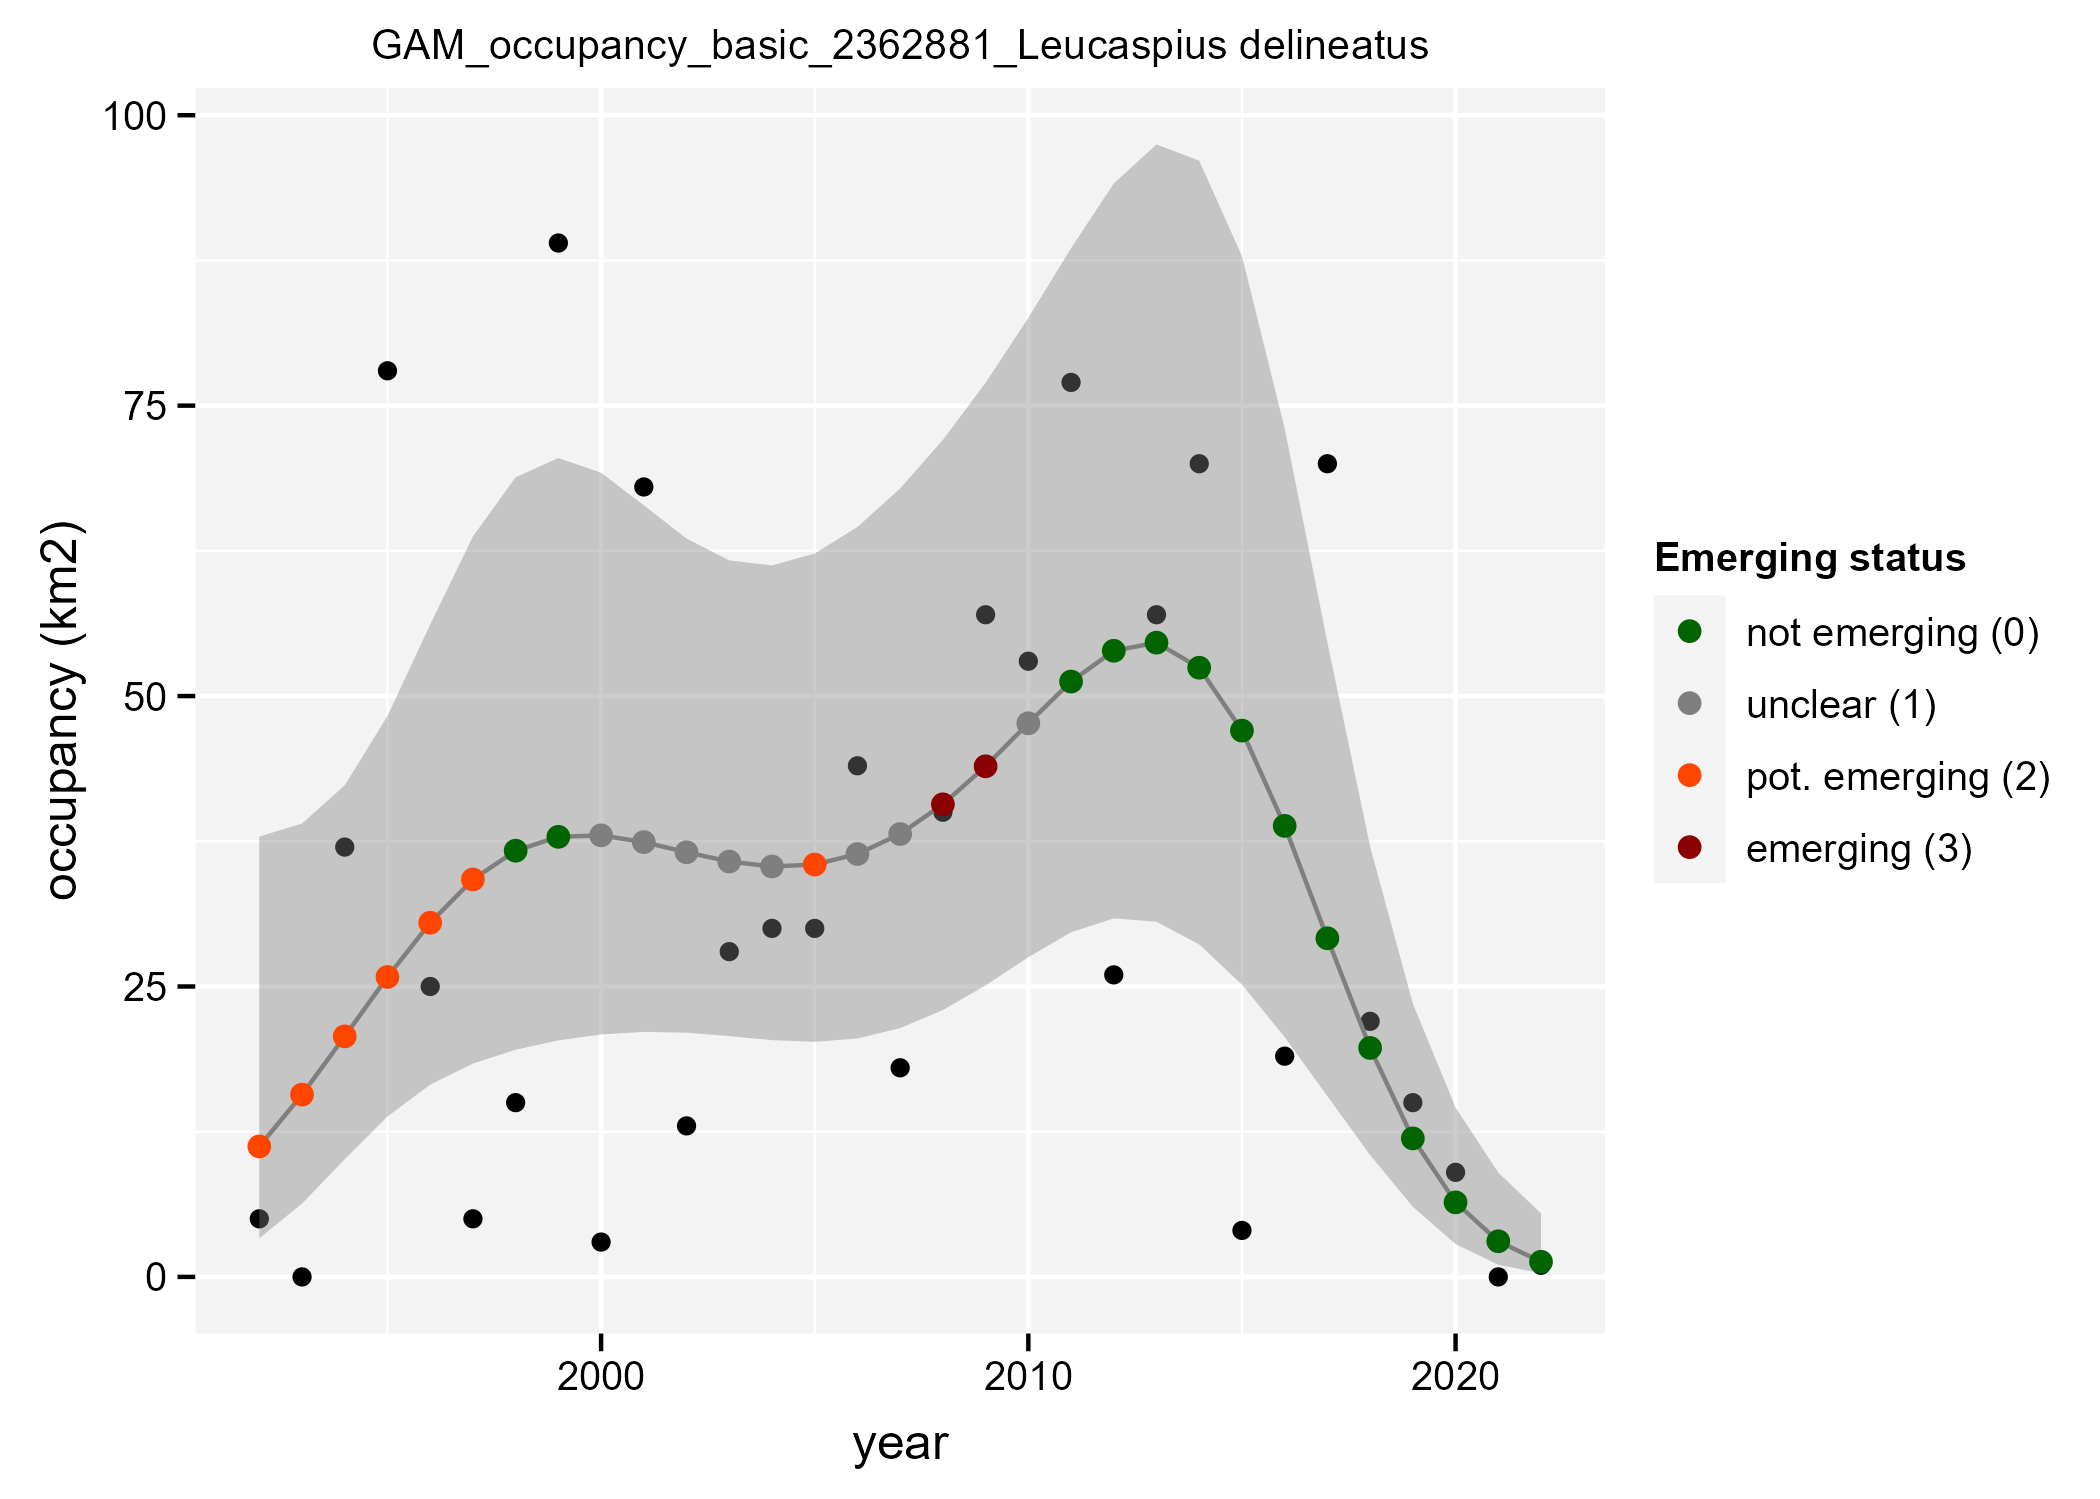 GAM_occupancy_basic_2362881_Leucaspius delineatus
100
75
50
25
0
occupancy (km2)
2000
2010
2020
year
Emerging status
not emerging (0)
unclear (1)
pot. emerging (2)
emerging (3)